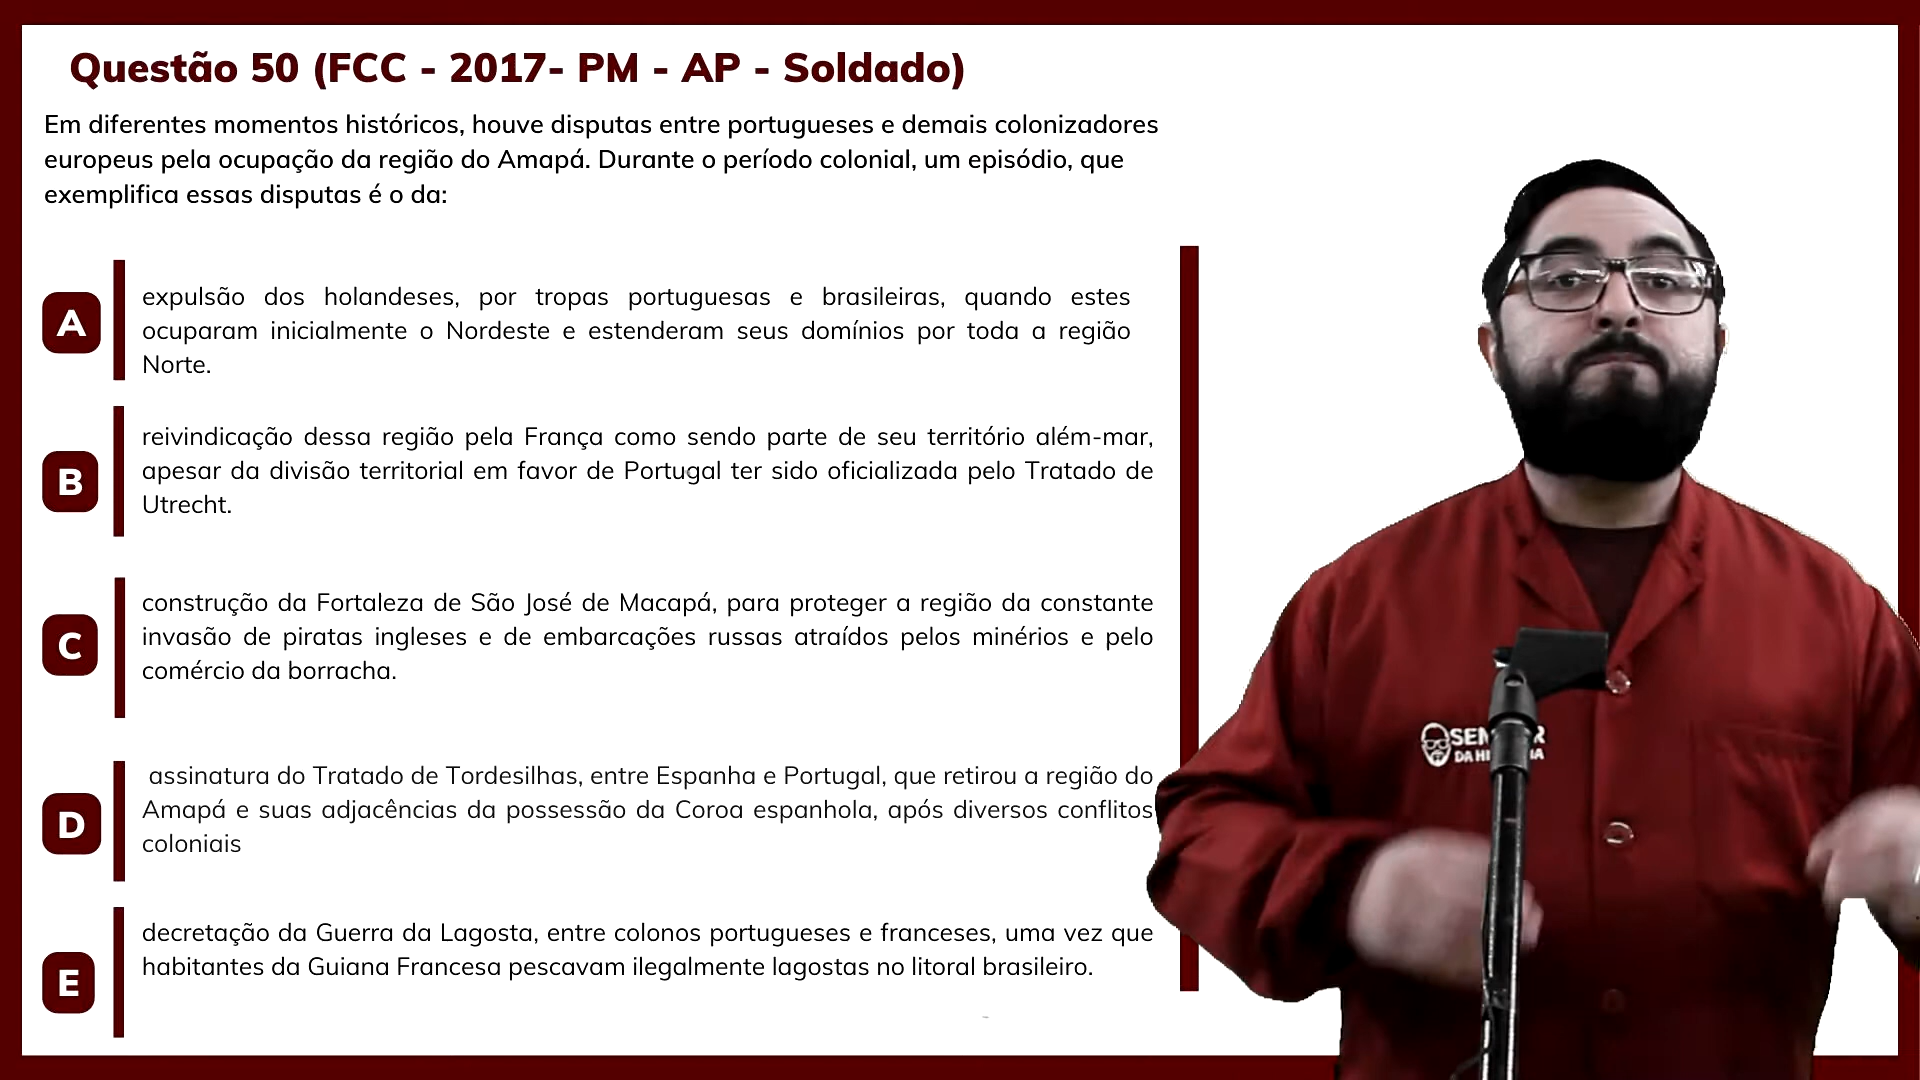 Questão 50 (FCC - 2017- PM - AP - Soldado)
Em diferentes momentos históricos, houve disputas entre portugueses e demais colonizadores
europeus pela ocupação da região do Amapá. Durante o período colonial, um episódio, que
exemplifica essas disputas é o da:
A
expulsão dos holandeses, por tropas portuguesas e brasileiras, quando estes
ocuparam inicialmente o Nordeste e estenderam seus domínios por toda a região
Norte.
B
reivindicação dessa região pela França como sendo parte de seu território além-mar,
apesar da divisão territorial em favor de Portugal ter sido oficializada pelo Tratado de
Utrecht.
C
construção da Fortaleza de São José de Macapá, para proteger a região da constante
invasão de piratas ingleses e de embarcações russas atraídos pelos minérios e pelo
comércio da borracha.
D
assinatura do Tratado de Tordesilhas, entre Espanha e Portugal, que retirou a região do
Amapá e suas adjacências da possessão da Coroa espanhola, após diversos conflitos
coloniais
E
decretação da Guerra da Lagosta, entre colonos portugueses e franceses, uma vez que
habitantes da Guiana Francesa pescavam ilegalmente lagostas no litoral brasileiro.